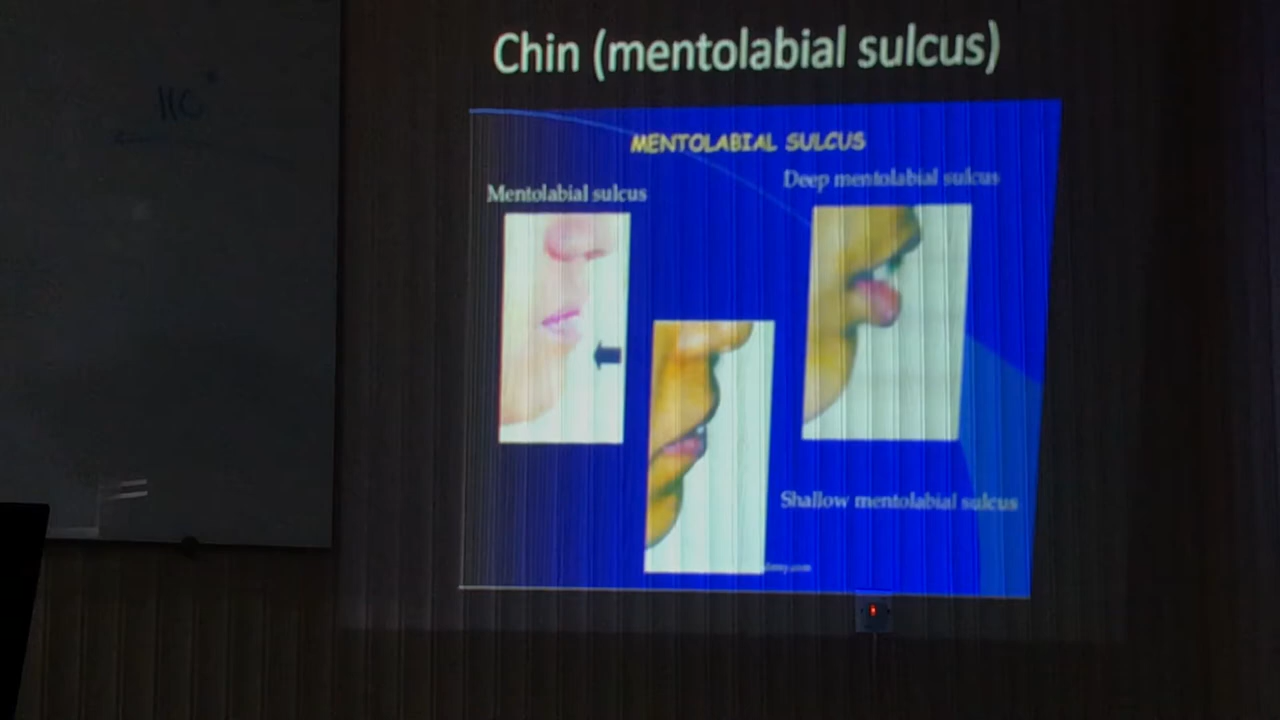 Chin (mentolabial sulcus)
MENTOLABIAL SULCUS
Mentolabial sulcus
Deep mentolabial sulcus
Shallow mentolabial sulcus